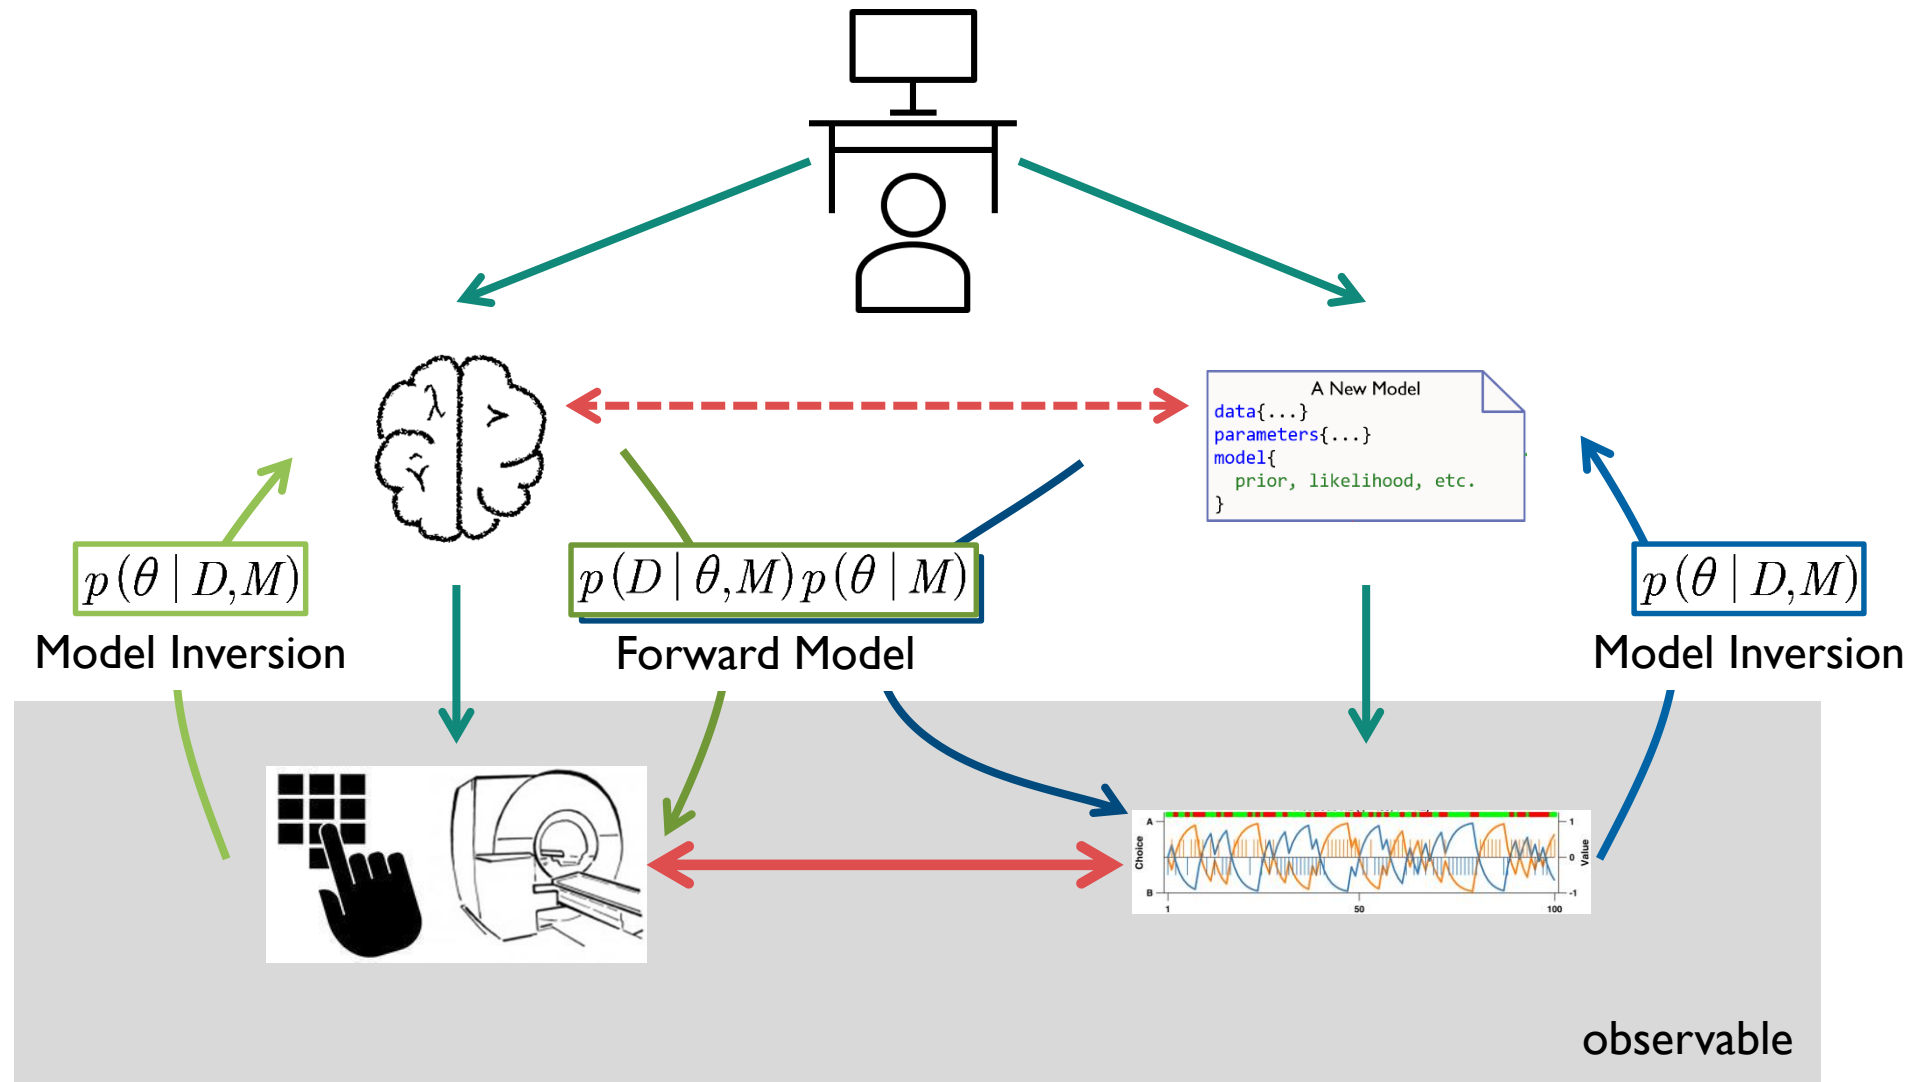 A New Model
data{...}
parameters{...}
model{
prior, likelihood, etc.
}
λ
p(θ | D,M)
Model Inversion
p(D | θ,M) p(θ | M)
Forward Model
p(θ | D,M)
Model Inversion
A
B
Choice
1
0
-1
Value
1
50
100
observable